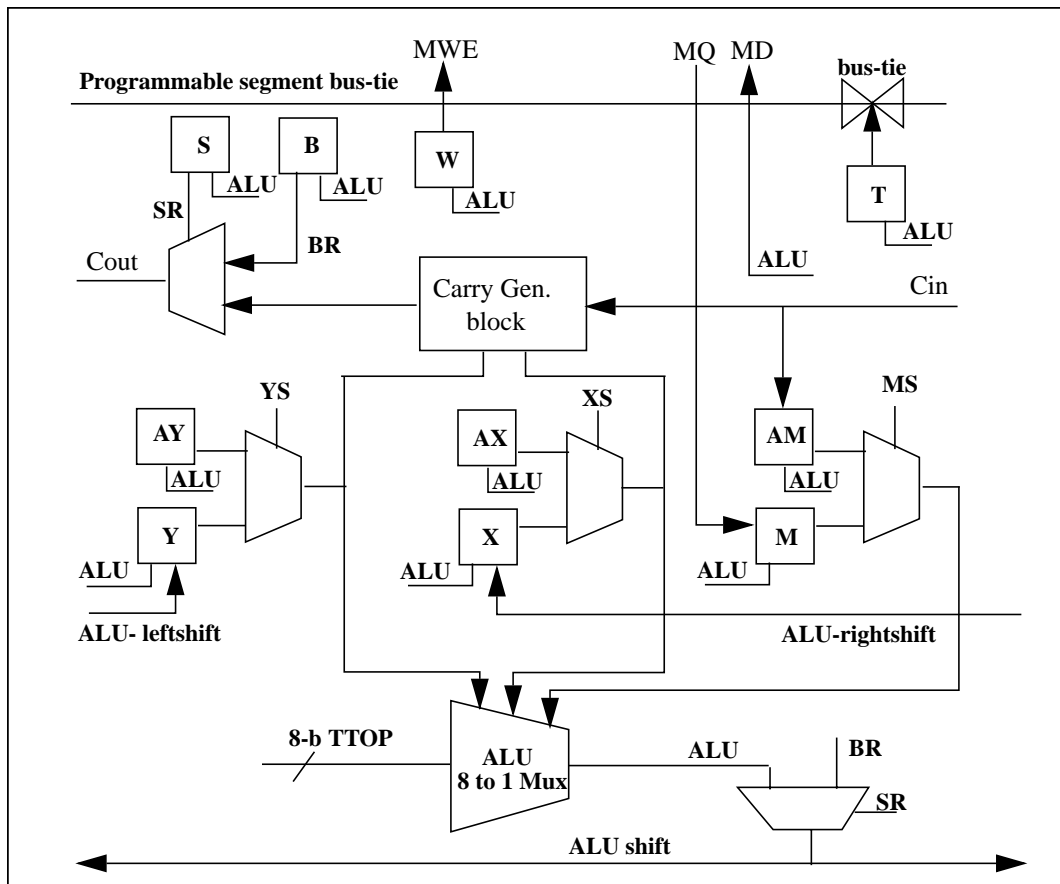 MWE
MQ
MD
bus-tie
Programmable segment bus-tie
S
B
W
T
ALU
ALU
ALU
ALU
SR
BR
ALU
Cout
Cin
Carry Gen.
block
YS
XS
MS
AY
AX
AM
ALU
ALU
ALU
Y
X
M
ALU
ALU
ALU
ALU- leftshift
ALU-rightshift
8-b TTOP
ALU
8 to 1 Mux
ALU
BR
SR
ALU shift